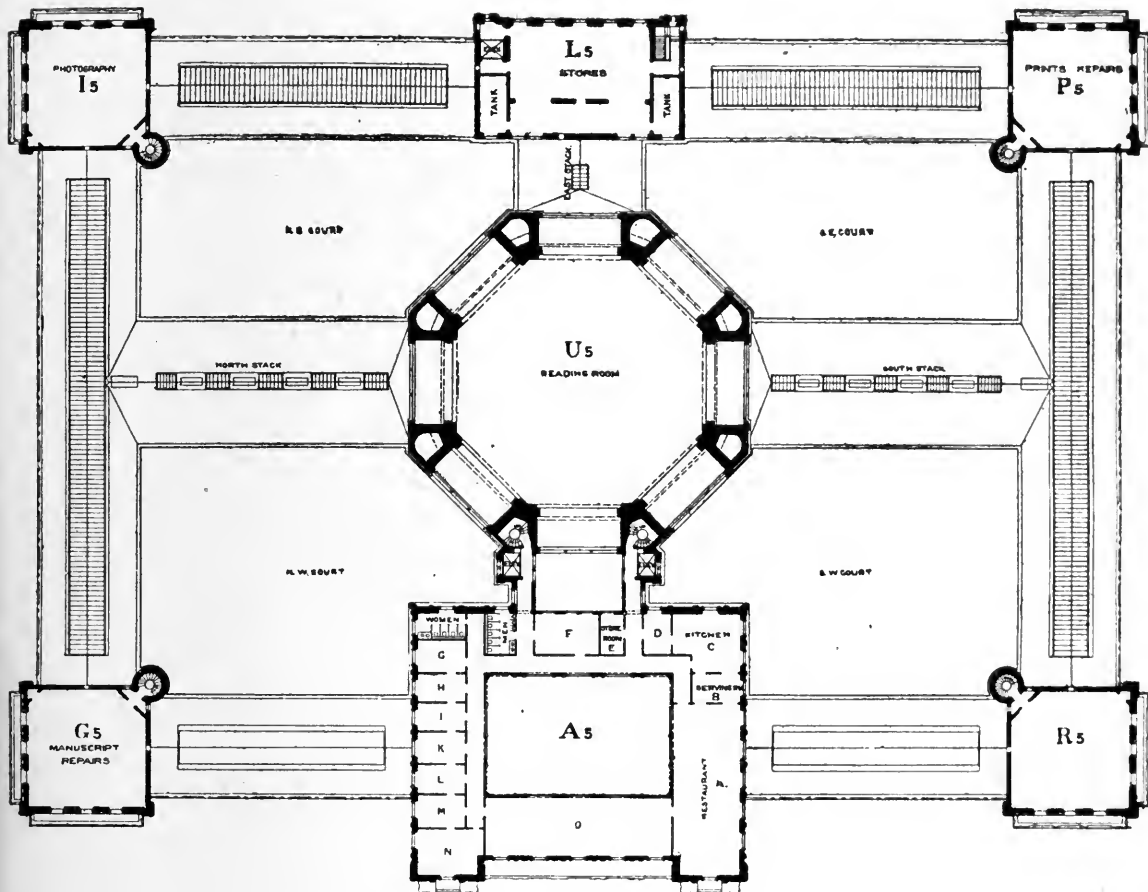 PHOTOGRAPHY
I5
L5
STORES
TANK
TANK
PRINTS REPAIRS
P5
EAST STACK
COURT
S.E. COURT
U5
READING ROOM
NORTH STACK
SOUTH STACK
N.W. COURT
S.W. COURT
WOMEN
MEN
F
STORE
ROOM
E
D
KITCHEN
C
G
H
I
K
L
M
N
SERVING RM
B
A5
RESTAURANT
A
O
G5
MANUSCRIPT
REPAIRS
R5